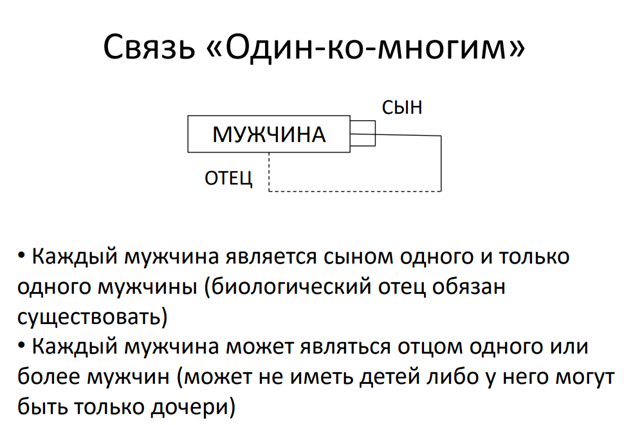 Связь «Один-ко-многим»
СЫН
МУЖЧИНА
ОТЕЦ
• Каждый мужчина является сыном одного и только
одного мужчины (биологический отец обязан
существовать)
• Каждый мужчина может являться отцом одного или
более мужчин (может не иметь детей либо у него могут
быть только дочери)